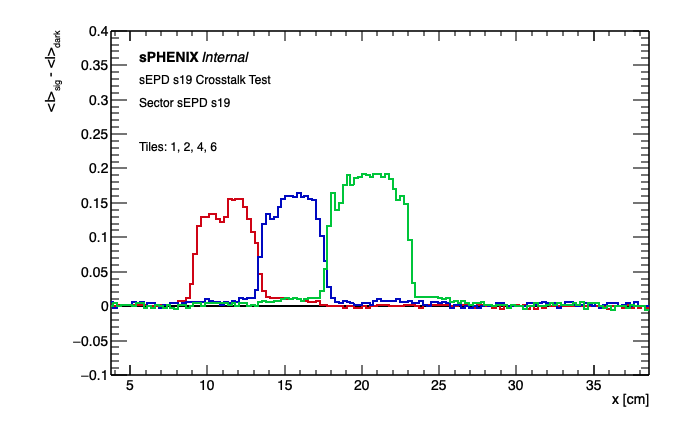 <I>sig - <I>dark
0.4
0.35
0.3
0.25
0.2
0.15
0.1
0.05
0
−0.05
−0.1
sPHENIX Internal
sEPD s19 Crosstalk Test
Sector sEPD s19
Tiles: 1, 2, 4, 6
5 10 15 20 25 30 35
x [cm]